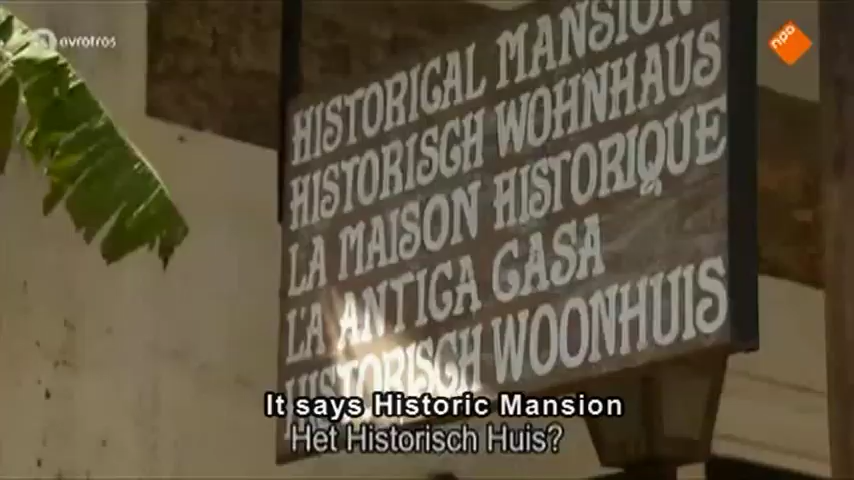 avrotros
npo
HISTORICAL MANSION
HISTORISCH WOHNHAUS
LA MAISON HISTORIQUE
L'A ANTIGA CASA
HISTORISCH WOONHUIS
It says Historic Mansion
Het Historisch Huis?